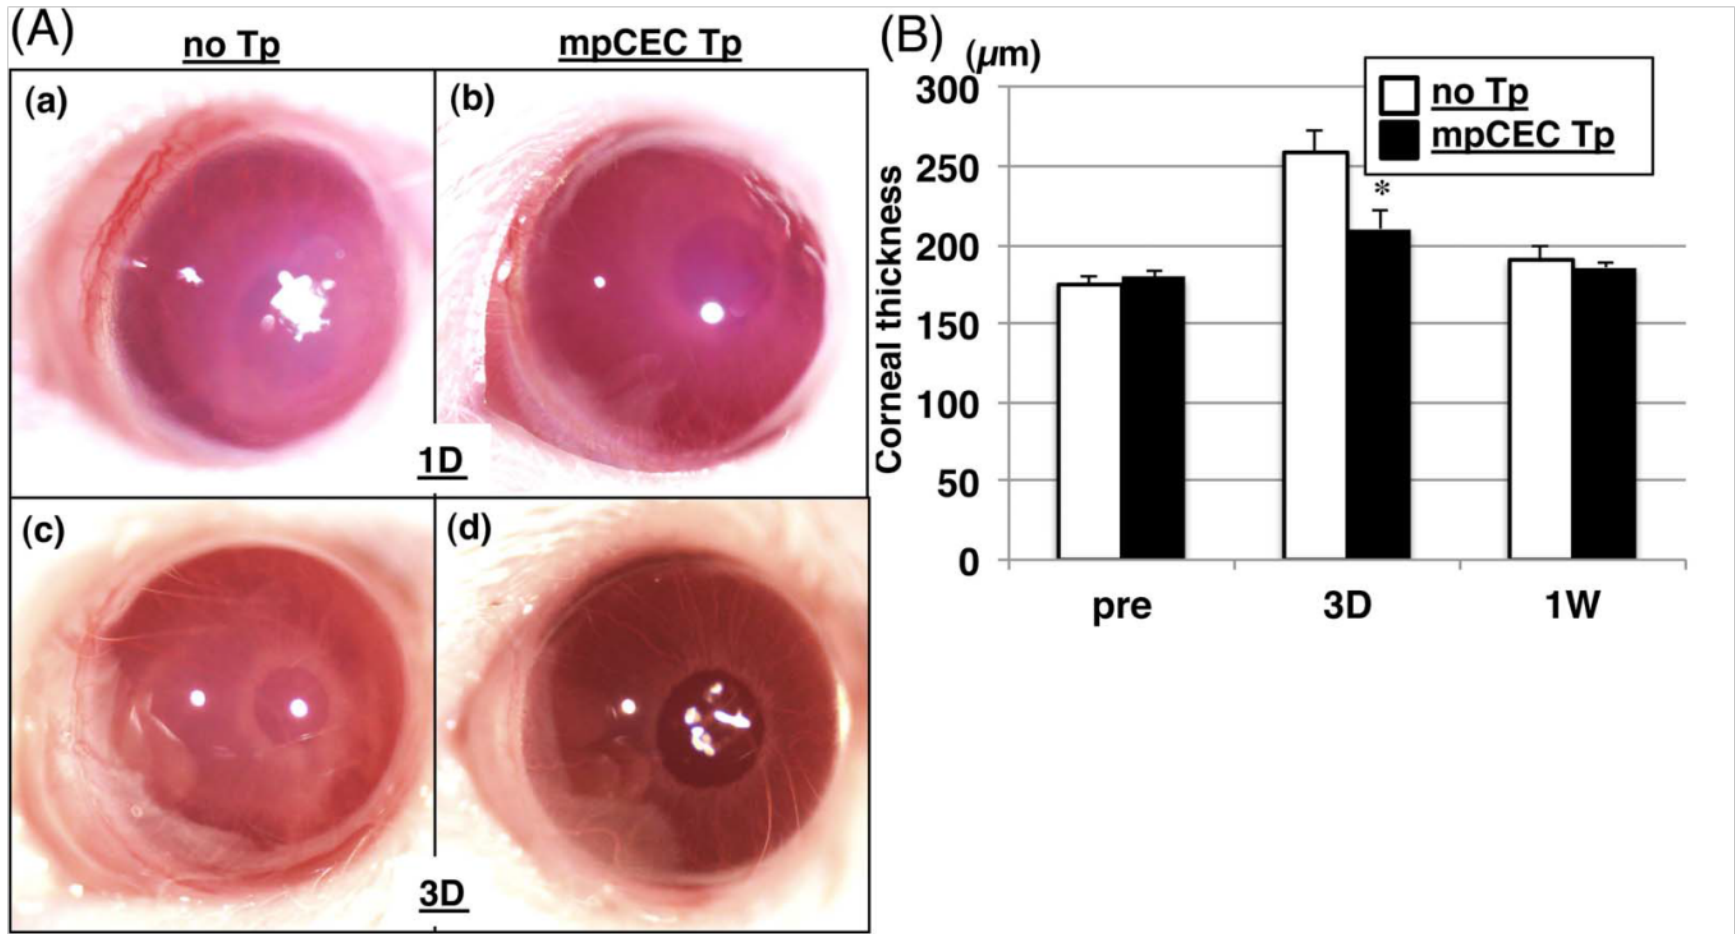 (A)
no Tp
mpCEC Tp
(a)
(b)
1D
(c)
(d)
3D
(B)
(μm)
no Tp
mpCEC Tp
Corneal thickness
300
250
200
150
100
50
0
*
pre
3D
1W